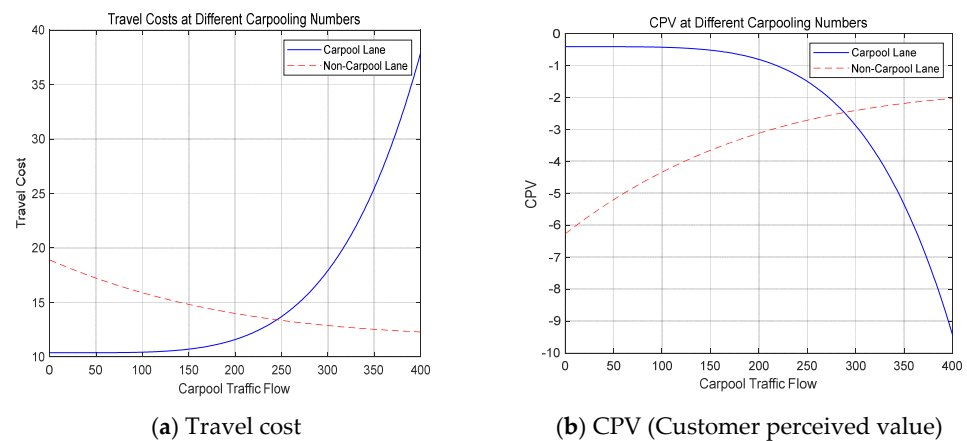 Travel Costs at Different Carpooling Numbers
40
35
30
25
20
15
10
Travel Cost
Carpool Lane
Non-Carpool Lane
0 50 100 150 200 250 300 350 400
Carpool Traffic Flow
(a) Travel cost
CPV at Different Carpooling Numbers
0
-1
-2
-3
-4
-5
-6
-7
-8
-9
-10
CPV
Carpool Lane
Non-Carpool Lane
0 50 100 150 200 250 300 350 400
Carpool Traffic Flow
(b) CPV (Customer perceived value)